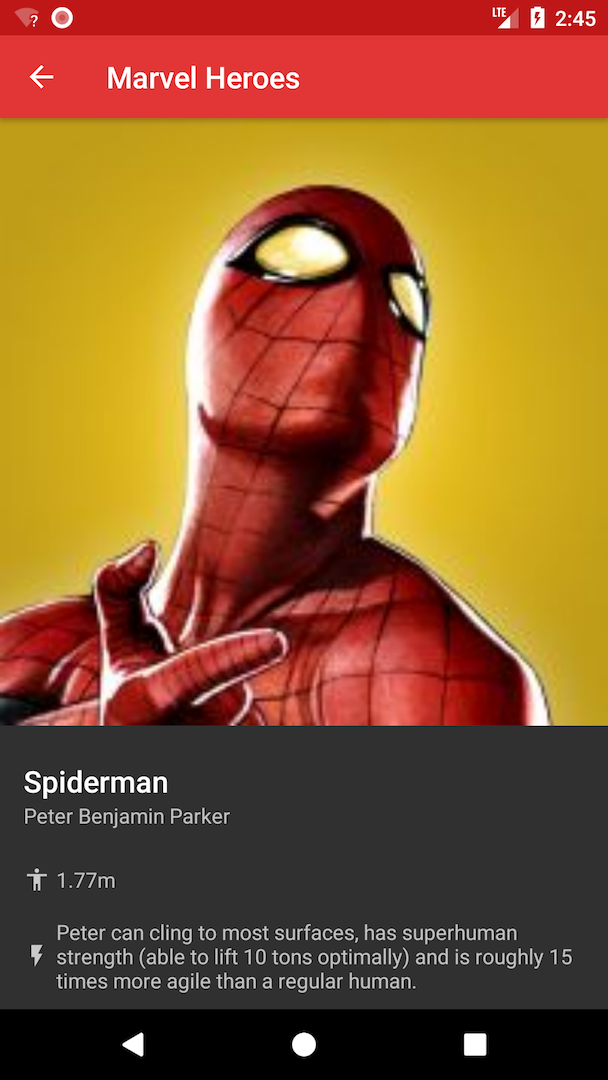 LTE 2:45
Marvel Heroes
Spiderman
Peter Benjamin Parker
1.77m
Peter can cling to most surfaces, has superhuman
strength (able to lift 10 tons optimally) and is roughly 15
times more agile than a regular human.